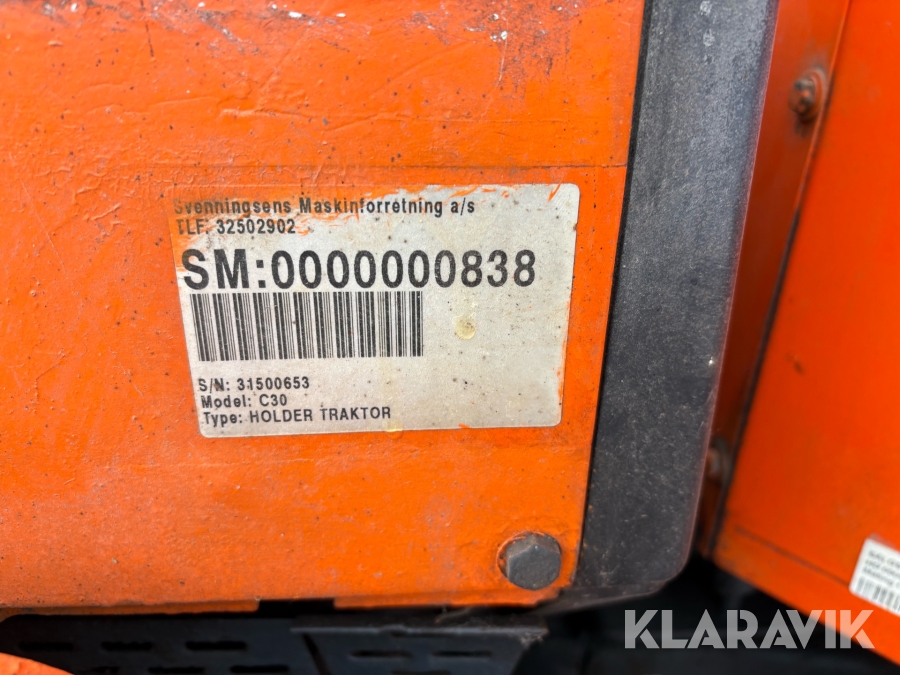 Svenningsens Maskinforretning a/s
TLF: 32502902
SM:0000000838
S/N: 31500653
Model: C30
Type: HOLDER TRAKTOR
KLARAVIK